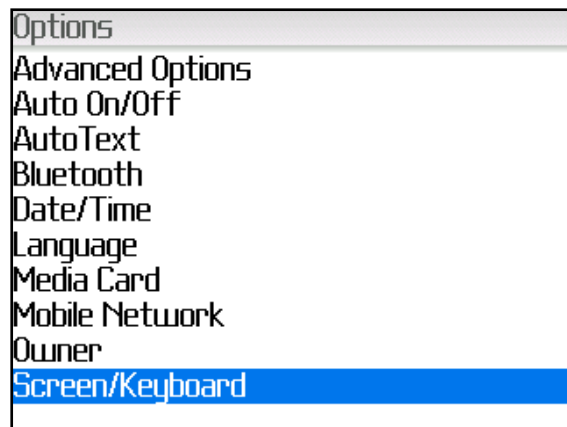 Options
Advanced Options
Auto On/Off
AutoText
Bluetooth
Date/Time
Language
Media Card
Mobile Network
Owner
Screen/Keyboard